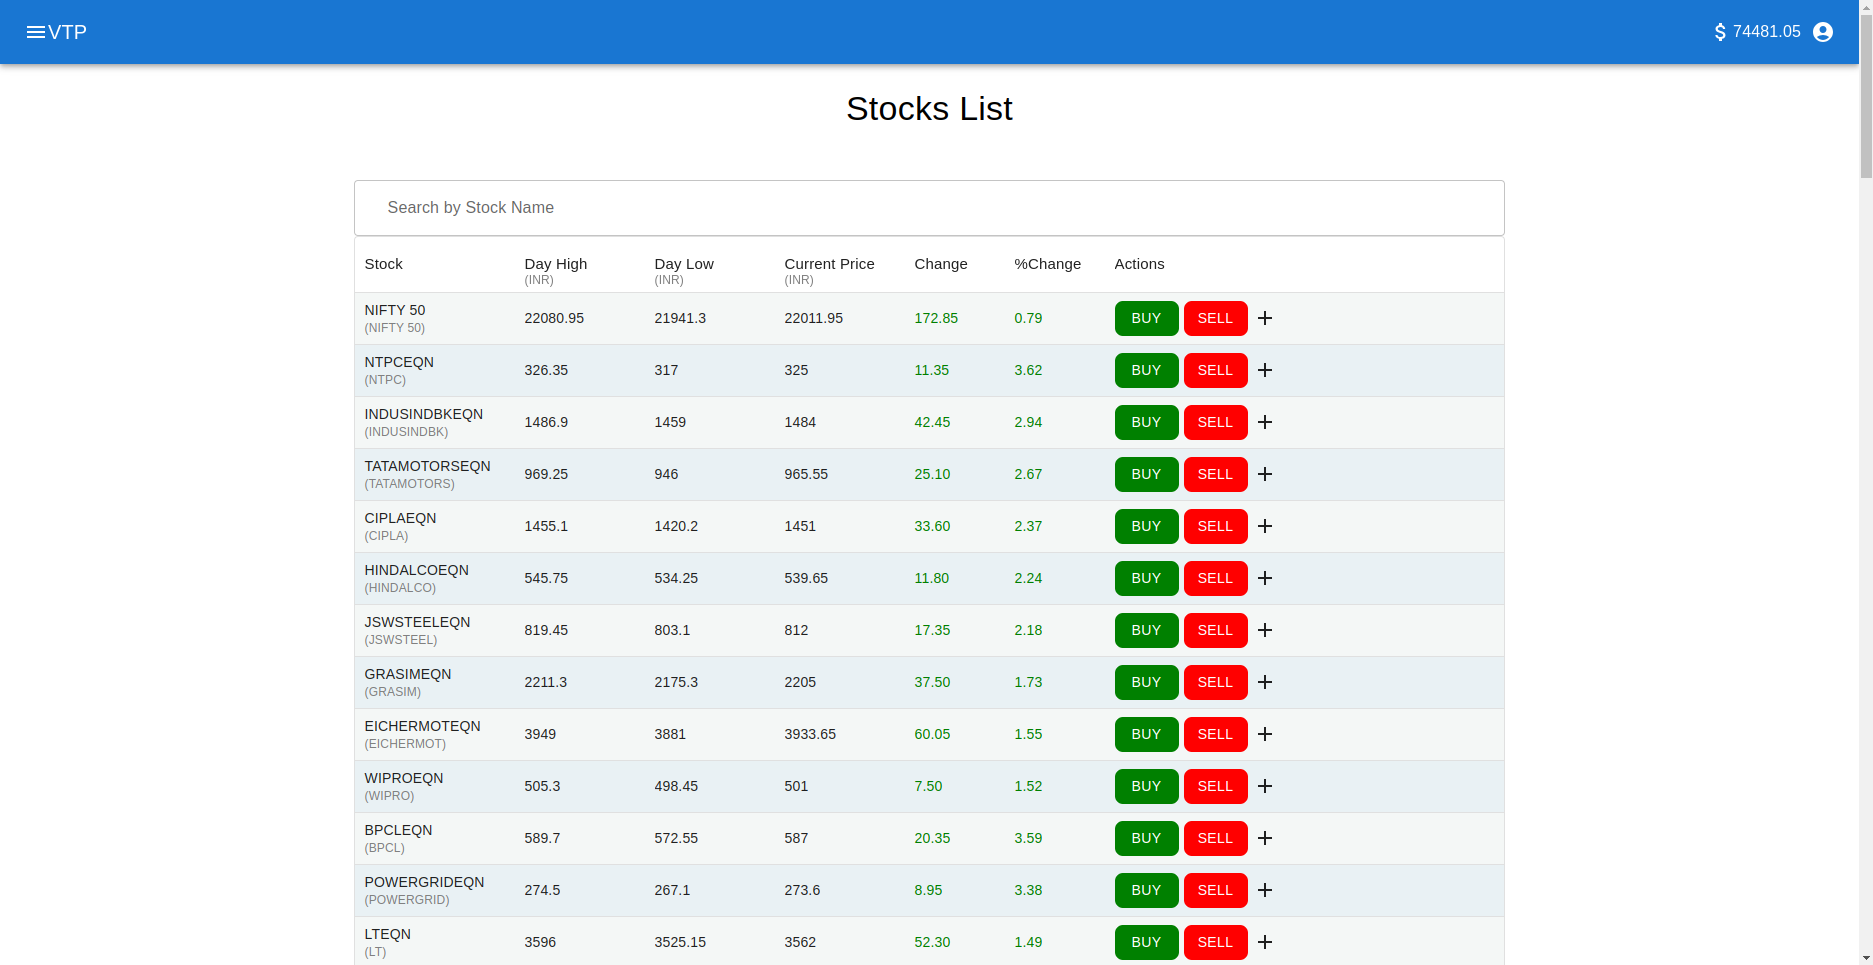 VTP
74481.05
Stocks List
Search by Stock Name
Stock Day High Day Low Current Price Change %Change Actions
(INR) (INR) (INR)
NIFTY 50
(NIFTY 50)
22080.95 21941.3 22011.95 172.85 0.79 BUY SELL
NTPCEQN
(NTPC)
326.35 317 325 11.35 3.62 BUY SELL
INDUSINDBKEQN
(INDUSINDBK)
1486.9 1459 1484 42.45 2.94 BUY SELL
TATAMOTORSEQN
(TATAMOTORS)
969.25 946 965.55 25.10 2.67 BUY SELL
CIPLAEQN
(CIPLA)
1455.1 1420.2 1451 33.60 2.37 BUY SELL
HINDALCOEQN
(HINDALCO)
545.75 534.25 539.65 11.80 2.24 BUY SELL
JSWSTEELEQN
(JSWSTEEL)
819.45 803.1 812 17.35 2.18 BUY SELL
GRASIMEQN
(GRASIM)
2211.3 2175.3 2205 37.50 1.73 BUY SELL
EICHERMOTEQN
(EICHERMOT)
3949 3881 3933.65 60.05 1.55 BUY SELL
WIPROEQN
(WIPRO)
505.3 498.45 501 7.50 1.52 BUY SELL
BPCLEQN
(BPCL)
589.7 572.55 587 20.35 3.59 BUY SELL
POWERGRIDEQN
(POWERGRID)
274.5 267.1 273.6 8.95 3.38 BUY SELL
LTEQN
(LT)
3596 3525.15 3562 52.30 1.49 BUY SELL